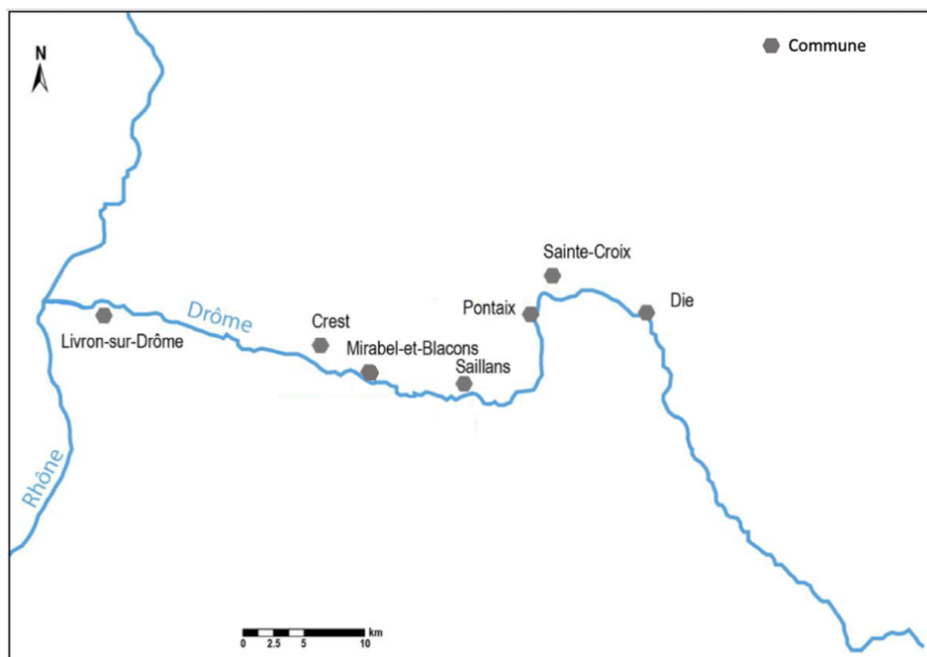 N
Commune
Sainte-Croix
Pontaix
Die
Drôme
Crest
Livron-sur-Drôme
Mirabel-et-Blacons
Saillans
Rhône
km
0 2.5 5 10